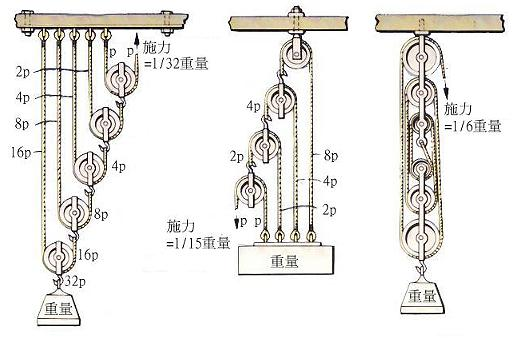 p p 施力
=1/32重量
2p
4p
8p
16p
4p
8p
16p
32p
重量
4p
2p
8p
4p
p p
2p
施力
=1/15重量
重量
施力
=1/6重量
重量